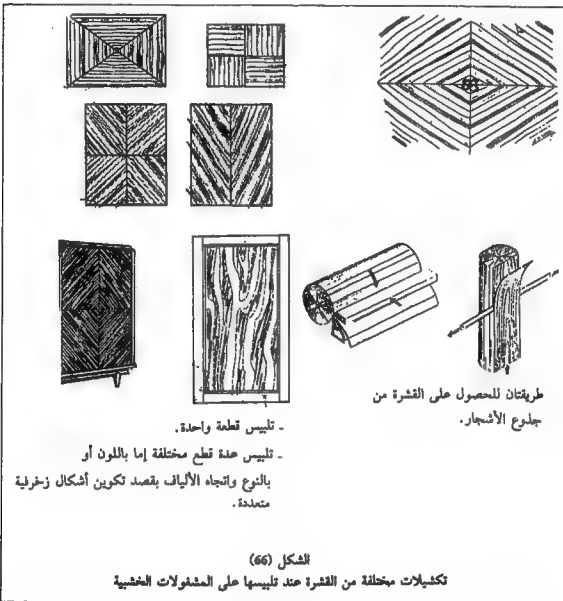 طريقتان للحصول على القشرة من
جذوع الأشجار.
ـ تلبيس قطعة واحدة.
ـ تلبيس عدة قطع مختلفة إما باللون أو
بالنوع واتجاه الألياف بقصد تكوين أشكال زخرفية
متعددة.
الشكل (66)
تكشيلات مختلفة من القشرة عند تلبيسها على المشغولات الخشبية